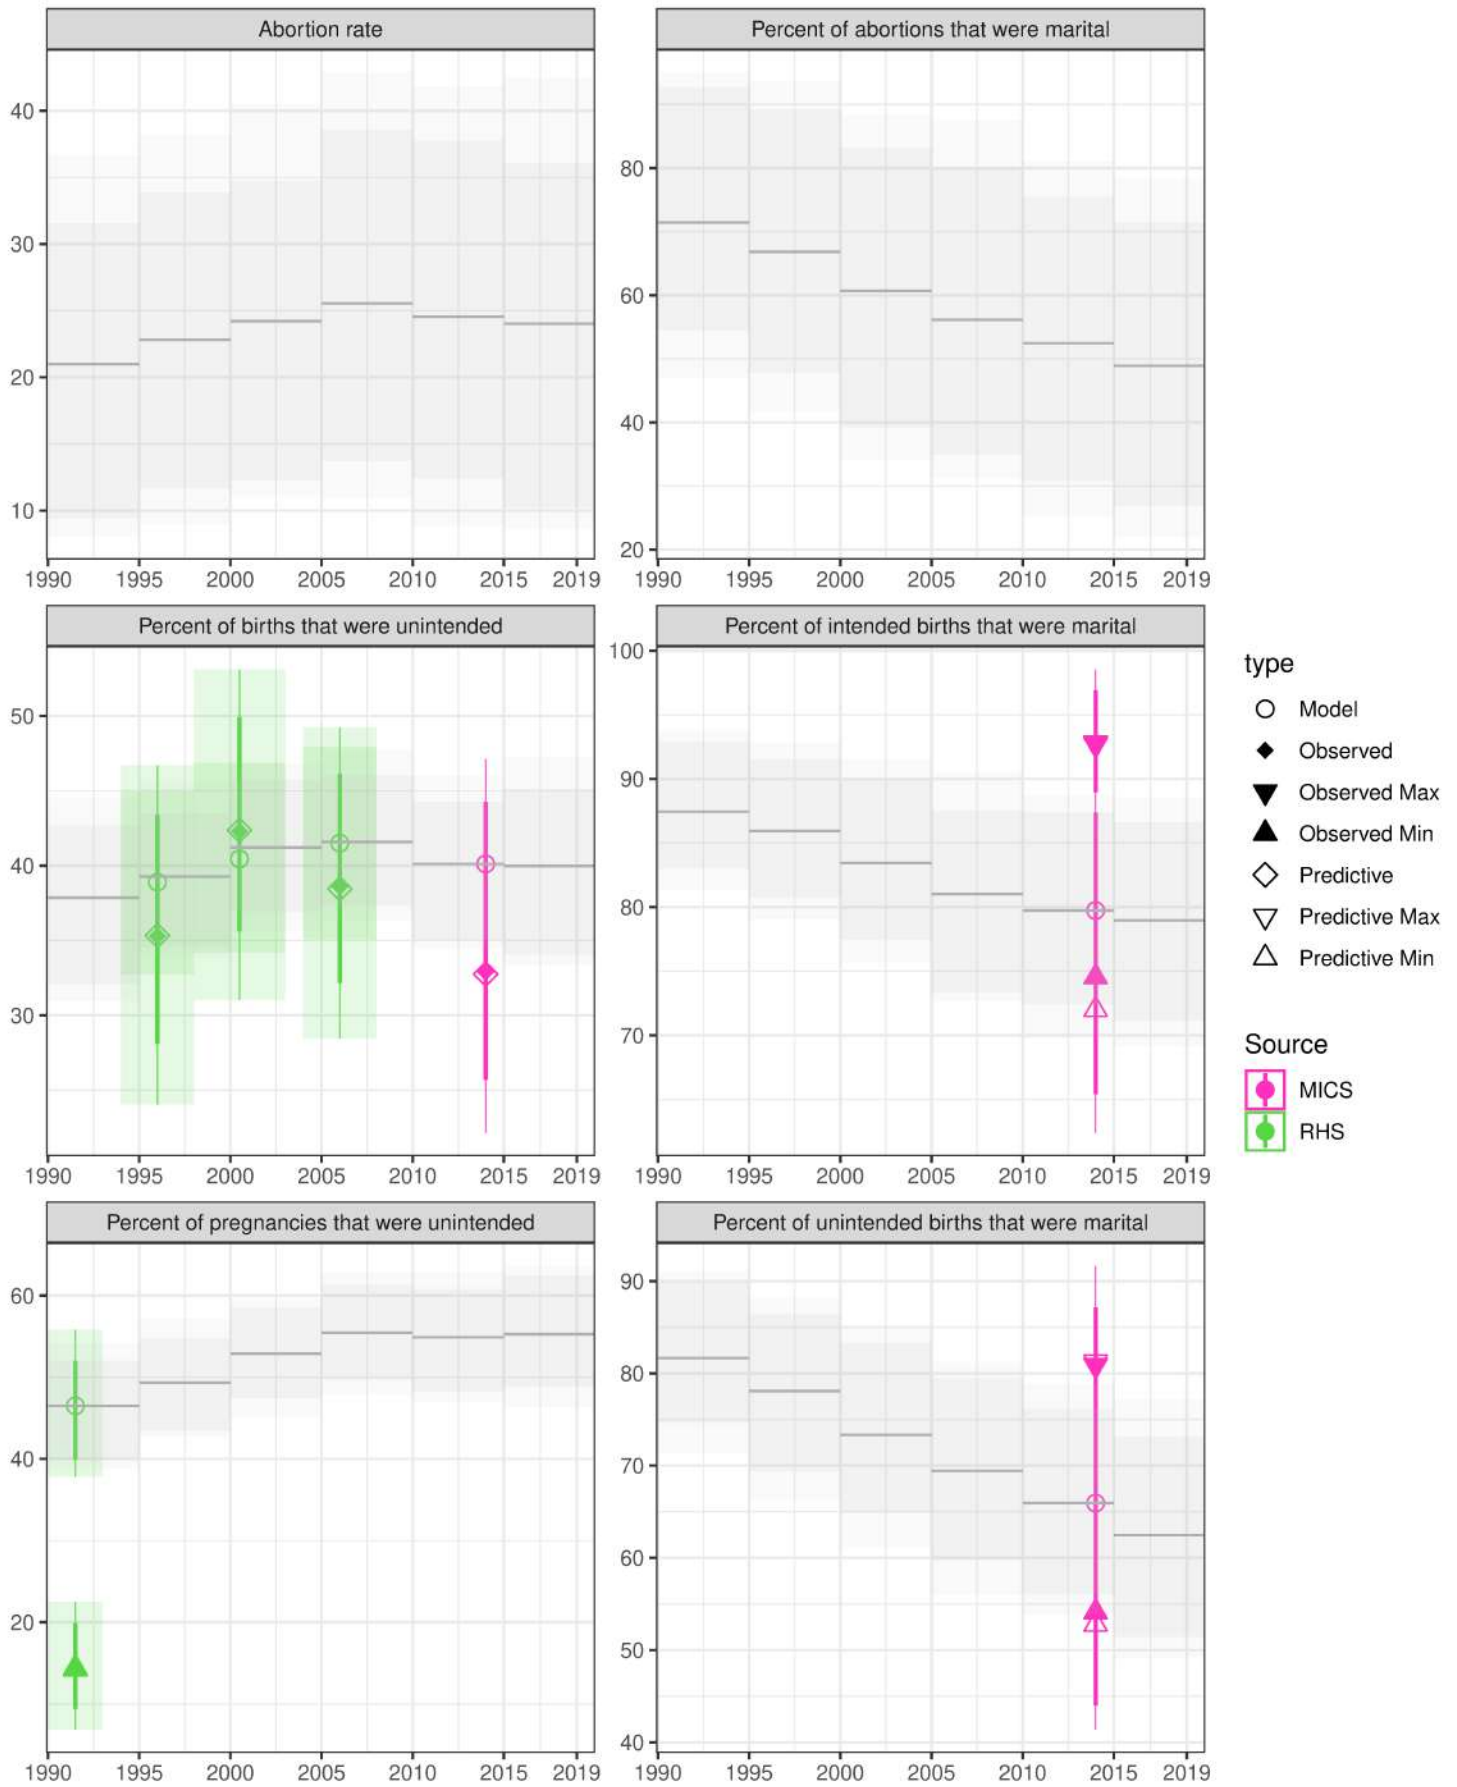 Abortion rate
Percent of abortions that were marital
40
30
20
10
1990 1995 2000 2005 2010 2015 2019
80
60
40
20
1990 1995 2000 2005 2010 2015 2019
Percent of births that were unintended
Percent of intended births that were marital
50
40
30
1990 1995 2000 2005 2010 2015 2019
100
90
80
70
1990 1995 2000 2005 2010 2015 2019
type
Model
Observed
Observed Max
Observed Min
Predictive
Predictive Max
Predictive Min
Source
MICS
RHS
Percent of pregnancies that were unintended
Percent of unintended births that were marital
60
40
20
1990 1995 2000 2005 2010 2015 2019
90
80
70
60
50
40
1990 1995 2000 2005 2010 2015 2019